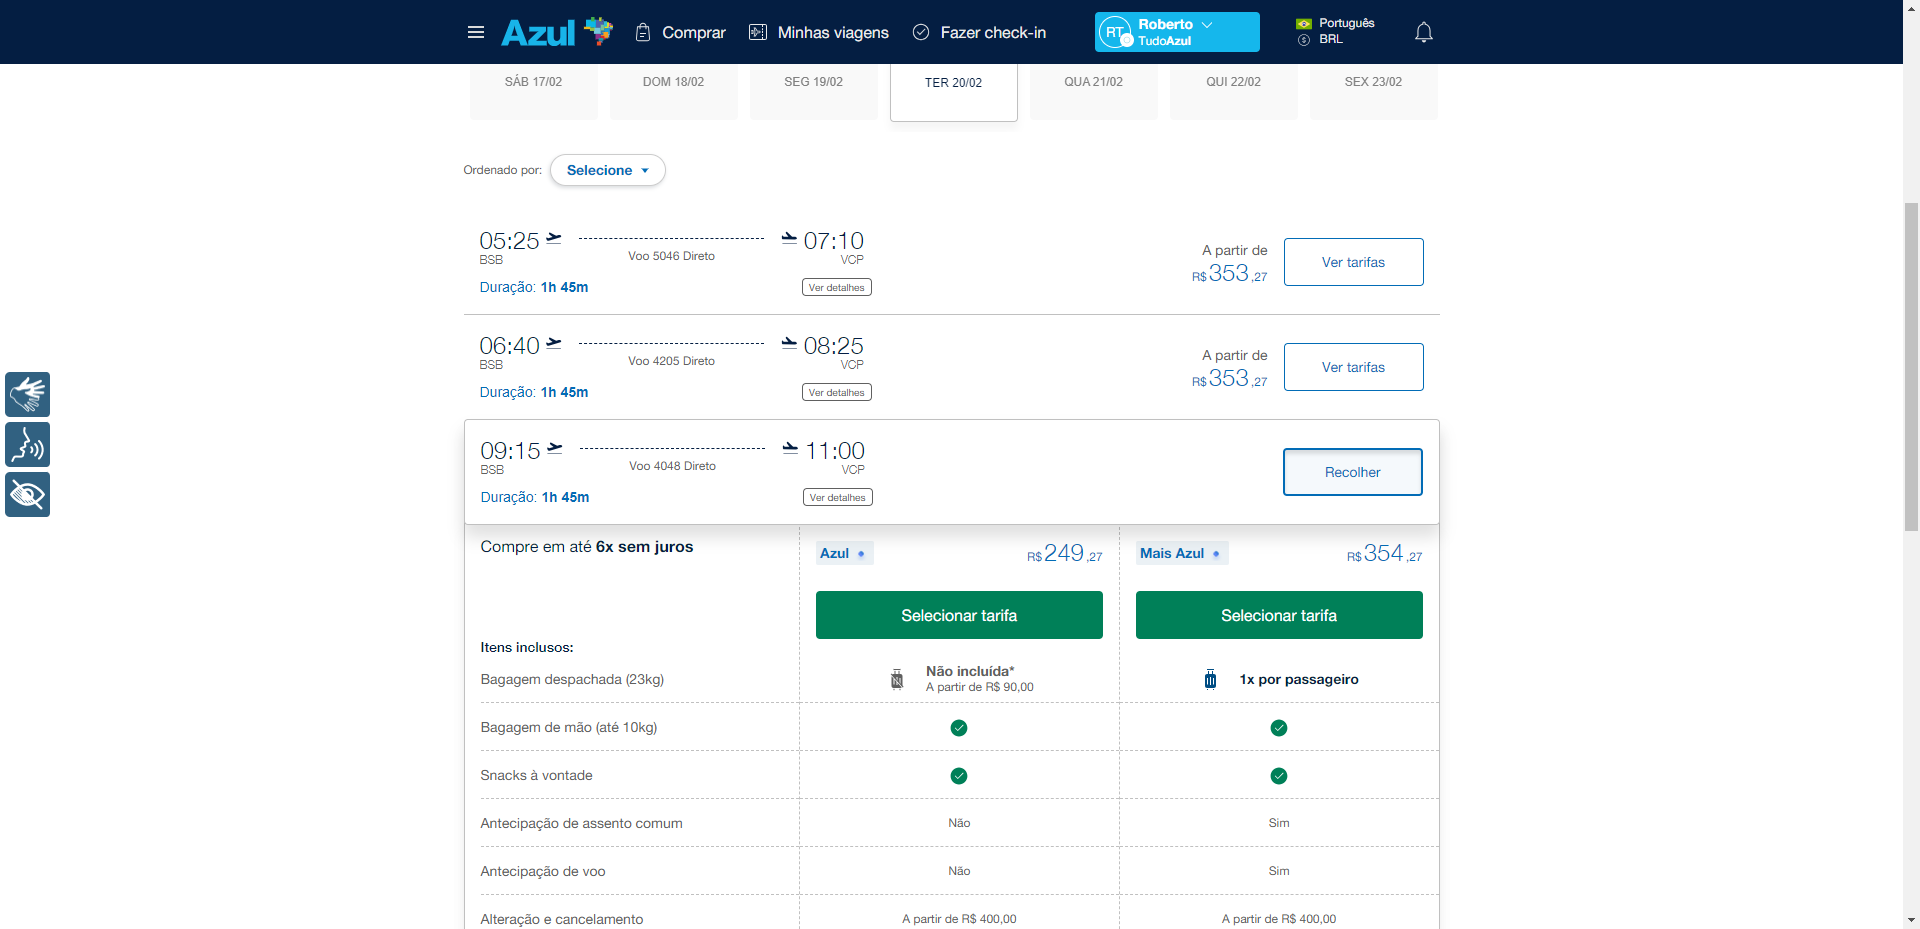 Azul
Comprar
Minhas viagens
Fazer check-in
RT
Roberto
TudoAzul
Português
$ BRL
SÁB 17/02
DOM 18/02
SEG 19/02
TER 20/02
QUA 21/02
QUI 22/02
SEX 23/02
Ordenado por: Selecione
05:25
BSB
Voo 5046 Direto
07:10
VCP
Duração: 1h 45m
Ver detalhes
A partir de
R$ 353 ,27
Ver tarifas
06:40
BSB
Voo 4205 Direto
08:25
VCP
Duração: 1h 45m
Ver detalhes
A partir de
R$ 353 ,27
Ver tarifas
09:15
BSB
Voo 4048 Direto
11:00
VCP
Duração: 1h 45m
Ver detalhes
Recolher
Compre em até 6x sem juros
Azul
R$ 249 ,27
Mais Azul
R$ 354 ,27
Selecionar tarifa
Selecionar tarifa
Itens inclusos:
Bagagem despachada (23kg)
Não incluída*
A partir de R$ 90,00
1x por passageiro
Bagagem de mão (até 10kg)
Snacks à vontade
Antecipação de assento comum
Não
Sim
Antecipação de voo
Não
Sim
Alteração e cancelamento
A partir de R$ 400,00
A partir de R$ 400,00